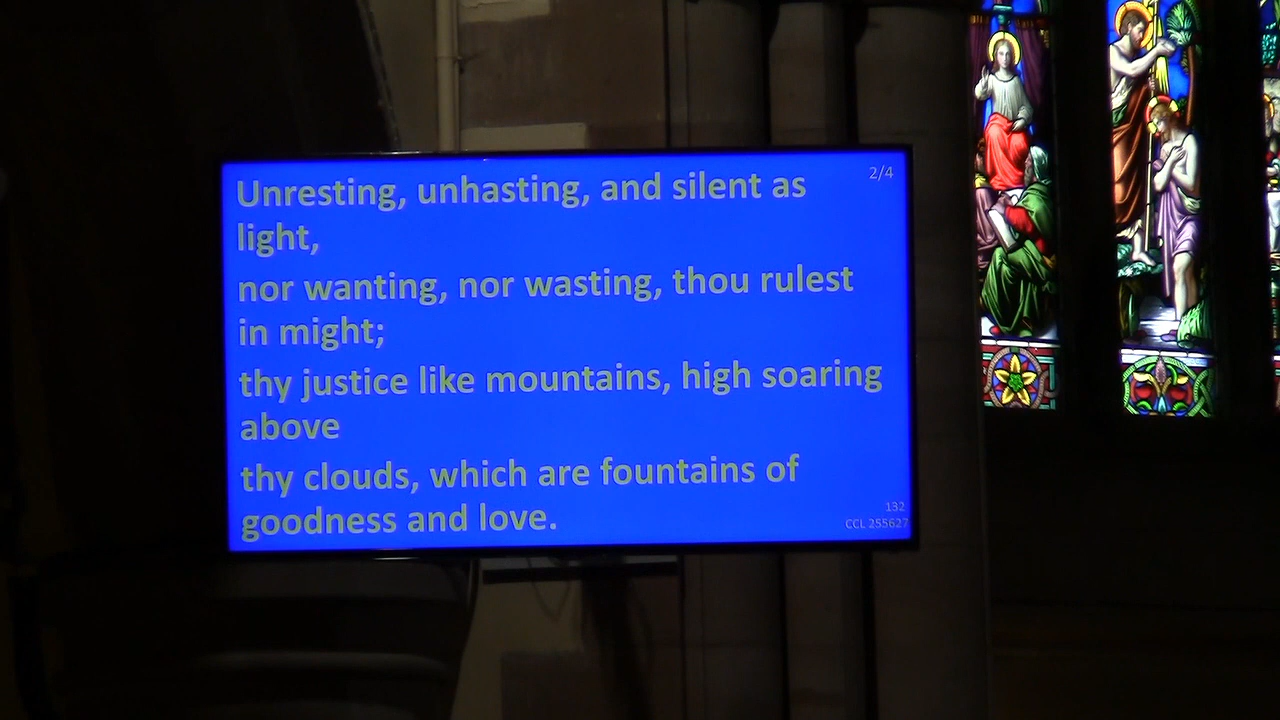 2/4
Unresting, unhasting, and silent as
light,
nor wanting, nor wasting, thou rulest
in might;
thy justice like mountains, high soaring
above
thy clouds, which are fountains of
goodness and love.
132
CCL 255627